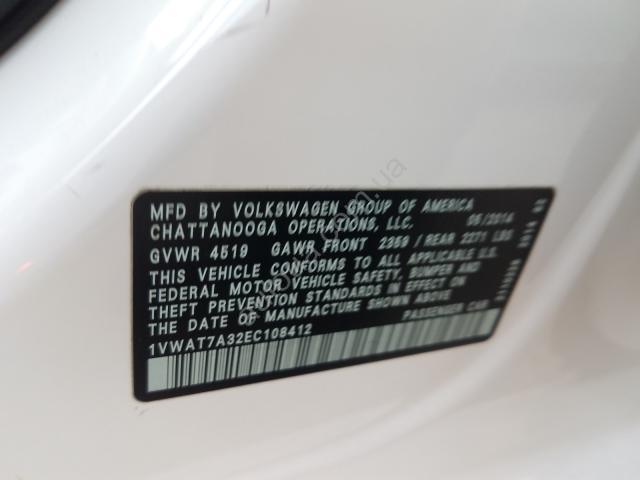 MFD BY VOLKSWAGEN GROUP OF AMERICA
CHATTANOOGA OPERATIONS, LLC. 05/2014
GVWR 4519 GAWR FRONT 2359 / REAR 2271 LBS
THIS VEHICLE CONFORMS TO ALL APPLICABLE U.S.
FEDERAL MOTOR VEHICLE SAFETY, BUMPER AND
THEFT PREVENTION STANDARDS IN EFFECT ON
THE DATE OF MANUFACTURE SHOWN ABOVE
1VWAT7A32EC108412 PASSENGER CAR